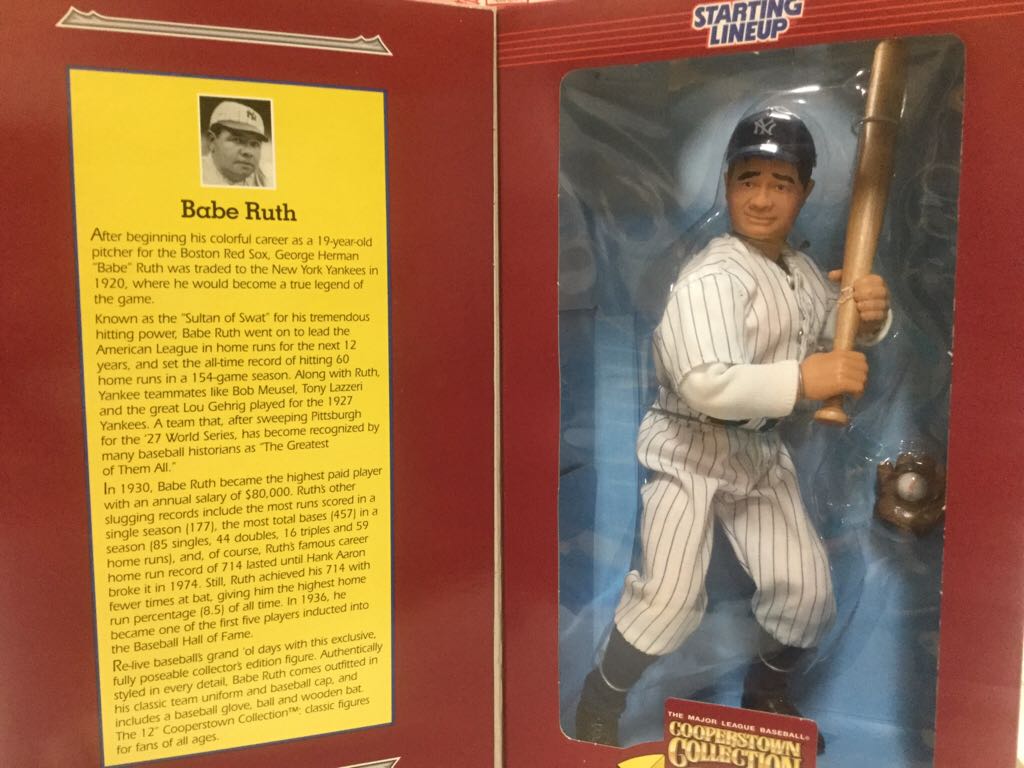 Babe Ruth
After beginning his colorful career as a 19-year-old
pitcher for the Boston Red Sox, George Herman
"Babe" Ruth was traded to the New York Yankees in
1920, where he would become a true legend of
the game.
Known as the "Sultan of Swat" for his tremendous
hitting power, Babe Ruth went on to lead the
American League in home runs for the next 12
years, and set the all-time record of hitting 60
home runs in a 154-game season. Along with Ruth,
Yankee teammates like Bob Meusel, Tony Lazzeri
and the great Lou Gehrig played for the 1927
Yankees. A team that, after sweeping Pittsburgh
for the '27 World Series, has become recognized by
many baseball historians as "The Greatest
of Them All."
In 1930, Babe Ruth became the highest paid player
with an annual salary of $80,000. Ruth's other
slugging records include the most runs scored in a
single season (177), the most total bases (457) in a
season (85 singles, 44 doubles, 16 triples and 59
home runs), and, of course, Ruth's famous career
home run record of 714 lasted until Hank Aaron
broke it in 1974. Still, Ruth achieved his 714 with
fewer times at bat, giving him the highest home
run percentage (8.5) of all time. In 1936, he
became one of the first five players inducted into
the Baseball Hall of Fame.
Re-live baseball's grand 'ol days with this exclusive,
fully poseable collector's edition figure. Authentically
styled in every detail, Babe Ruth comes outfitted in
his classic team uniform and baseball cap, and
includes a baseball glove, ball and wooden bat.
The 12" Cooperstown Collection™: classic figures
for fans of all ages.
STARTING
LINEUP
NY
THE MAJOR LEAGUE BASEBALL®
COOPERSTOWN
COLLECTION